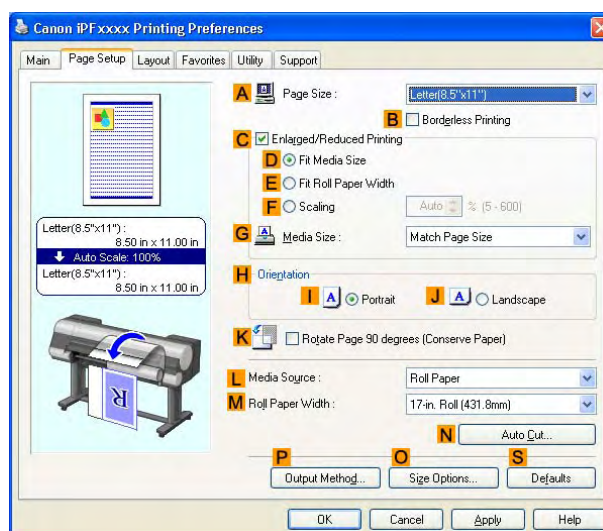 Canon iPFxxxx Printing Preferences
Main Page Setup Layout Favorites Utility Support
A Page Size : Letter(8.5"x11")
B Borderless Printing
C Enlarged/Reduced Printing
D Fit Media Size
E Fit Roll Paper Width
F Scaling Auto % (5 - 600)
G Media Size : Match Page Size
Letter(8.5"x11") :
8.50 in x 11.00 in
Auto Scale: 100%
Letter(8.5"x11") :
8.50 in x 11.00 in
H Orientation
I A Portrait J A Landscape
K Rotate Page 90 degrees (Conserve Paper)
R
L Media Source : Roll Paper
M Roll Paper Width : 17-in. Roll (431.8mm)
N Auto Cut...
P O S
Output Method... Size Options... Defaults
OK Cancel Apply Help